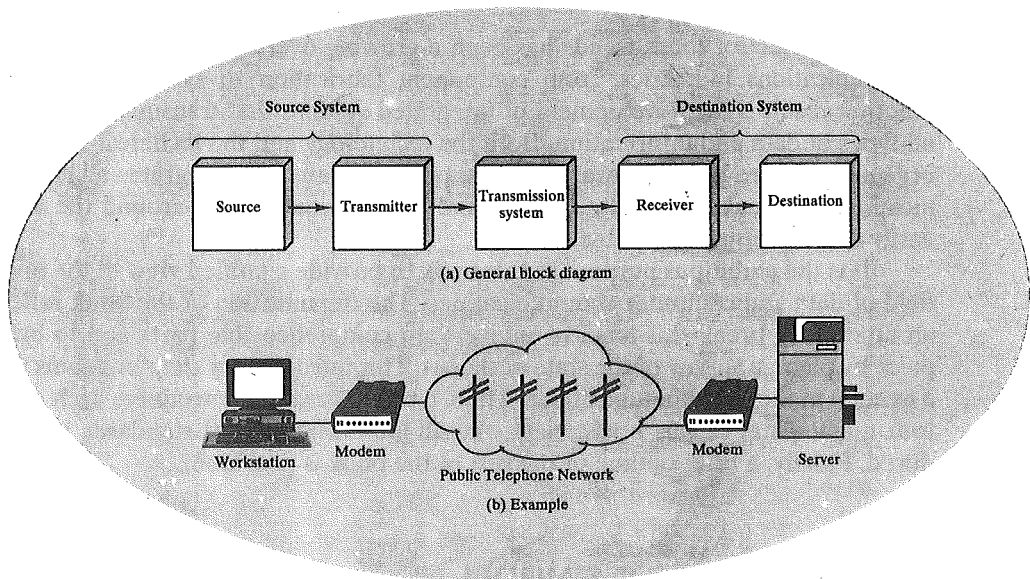 Source System
Destination System
Source
Transmitter
Transmission
system
Receiver
Destination
(a) General block diagram
Workstation
Modem
Public Telephone Network
Modem
Server
(b) Example